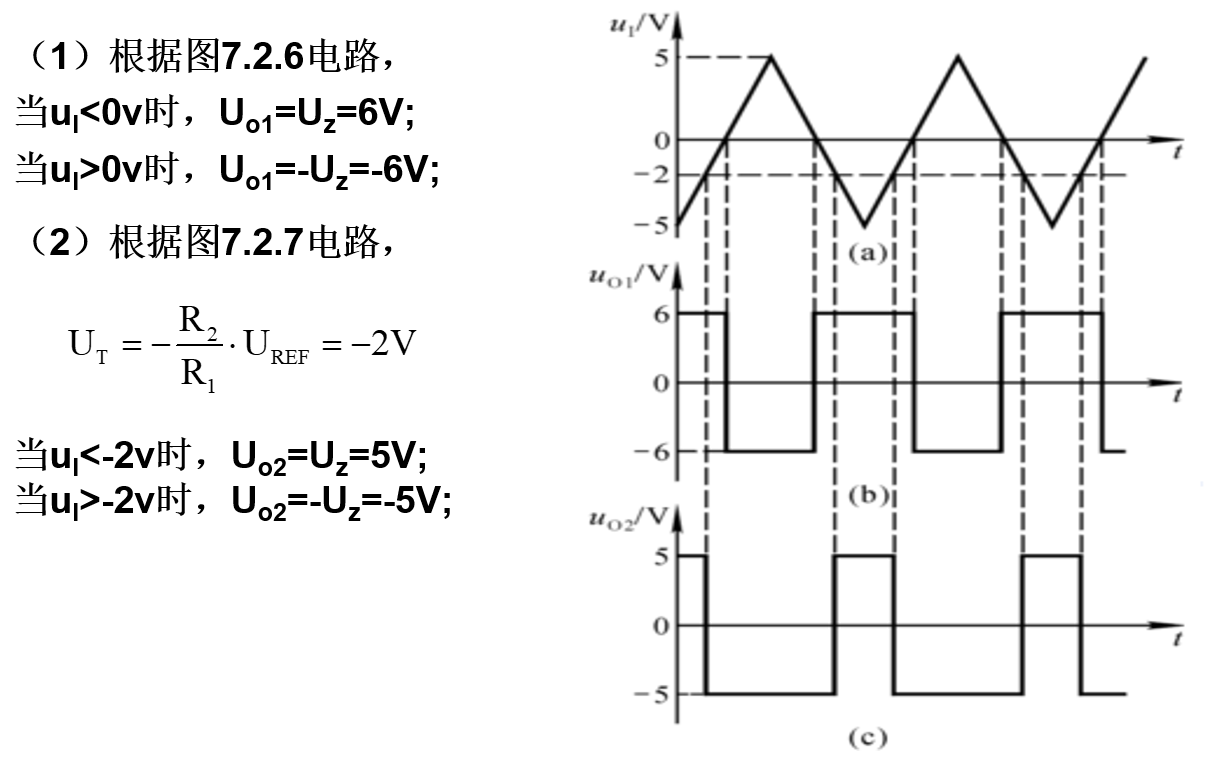 （1）根据图7.2.6电路，
当uI<0v时，Uo1=Uz=6V;
当uI>0v时，Uo1=-Uz=-6V;
（2）根据图7.2.7电路，
UT = -R2/R1·UREF = -2V
当uI<-2v时，Uo2=Uz=5V;
当uI>-2v时，Uo2=-Uz=-5V;
uI/V
5
0
t
-2
-5
(a)
uO1/V
6
0
t
-6
(b)
uO2/V
5
0
t
-5
(c)